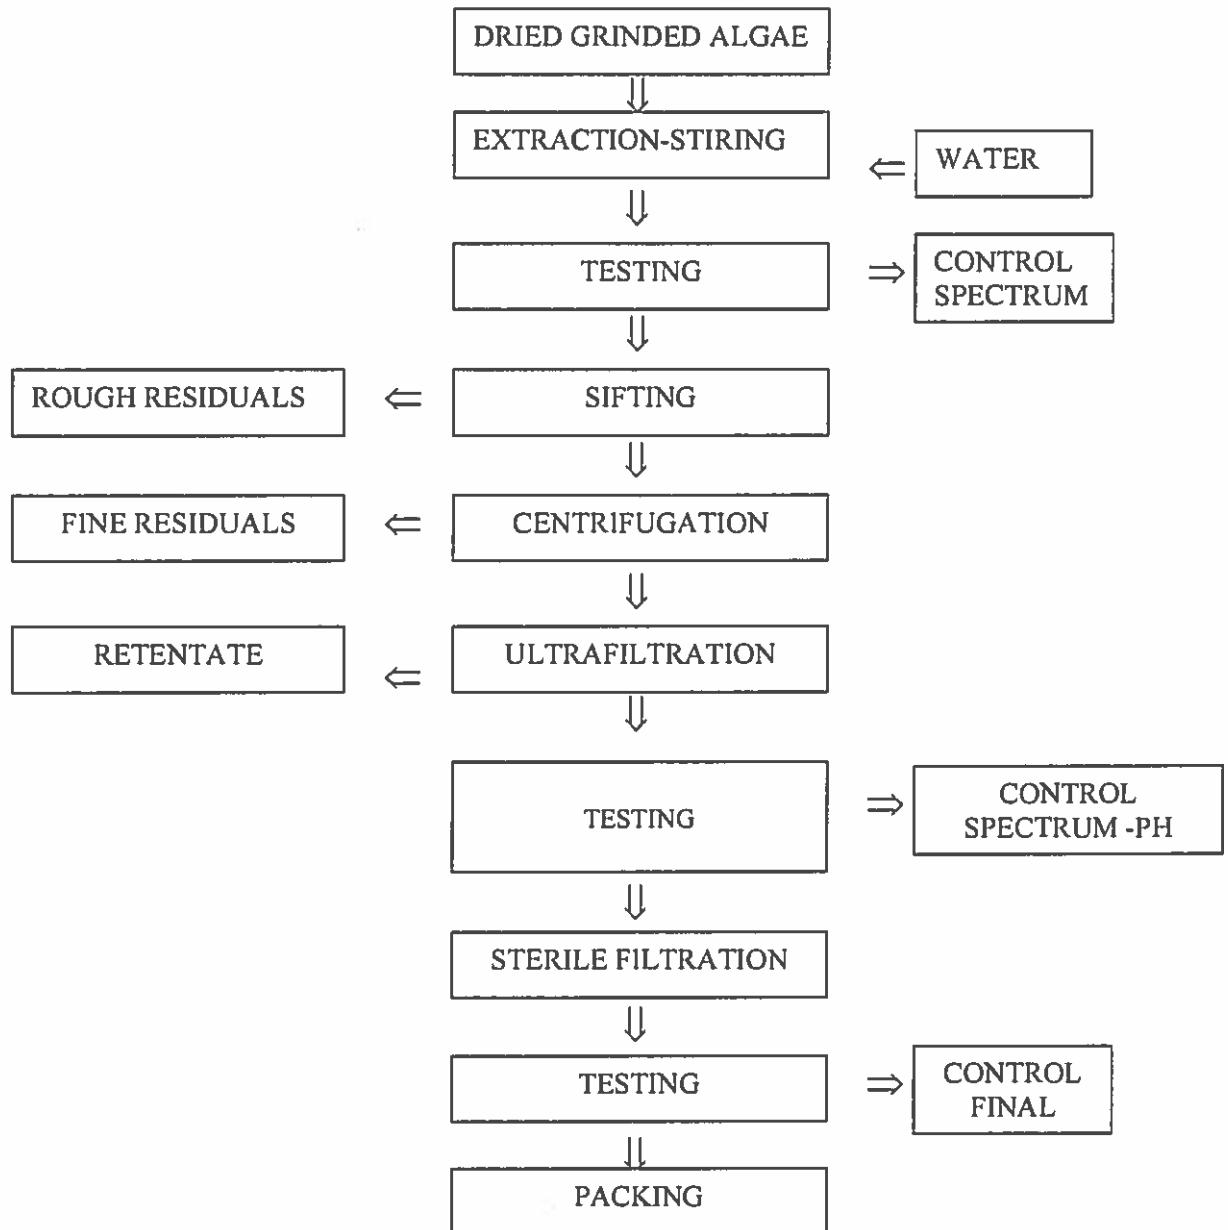 DRIED GRINDED ALGAE
EXTRACTION-STIRING
WATER
TESTING
CONTROL
SPECTRUM
ROUGH RESIDUALS
SIFTING
FINE RESIDUALS
CENTRIFUGATION
RETENTATE
ULTRAFILTRATION
TESTING
CONTROL
SPECTRUM -PH
STERILE FILTRATION
TESTING
CONTROL
FINAL
PACKING